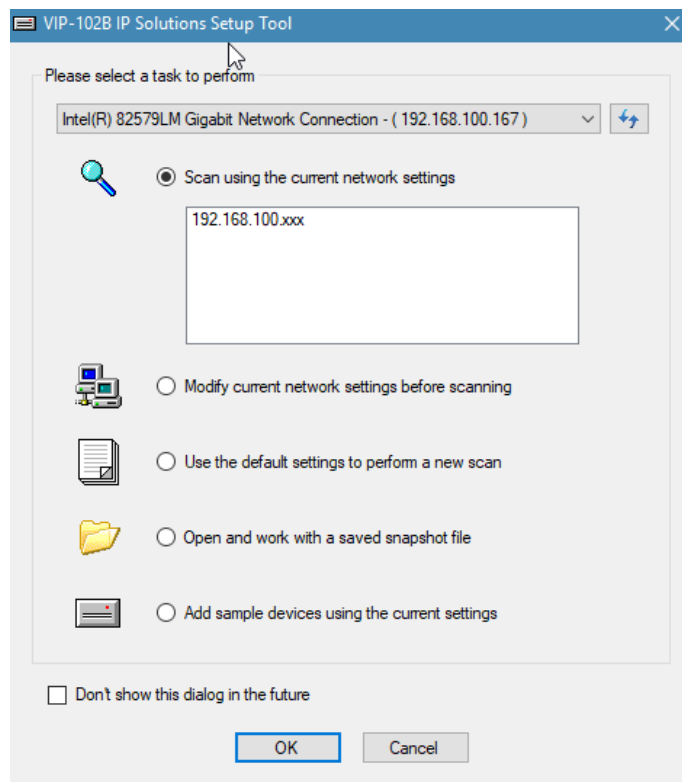 VIP-102B IP Solutions Setup Tool
Please select a task to perform
Intel(R) 82579LM Gigabit Network Connection - ( 192.168.100.167 )
Scan using the current network settings
192.168.100.xxx
Modify current network settings before scanning
Use the default settings to perform a new scan
Open and work with a saved snapshot file
Add sample devices using the current settings
Don't show this dialog in the future
OK Cancel